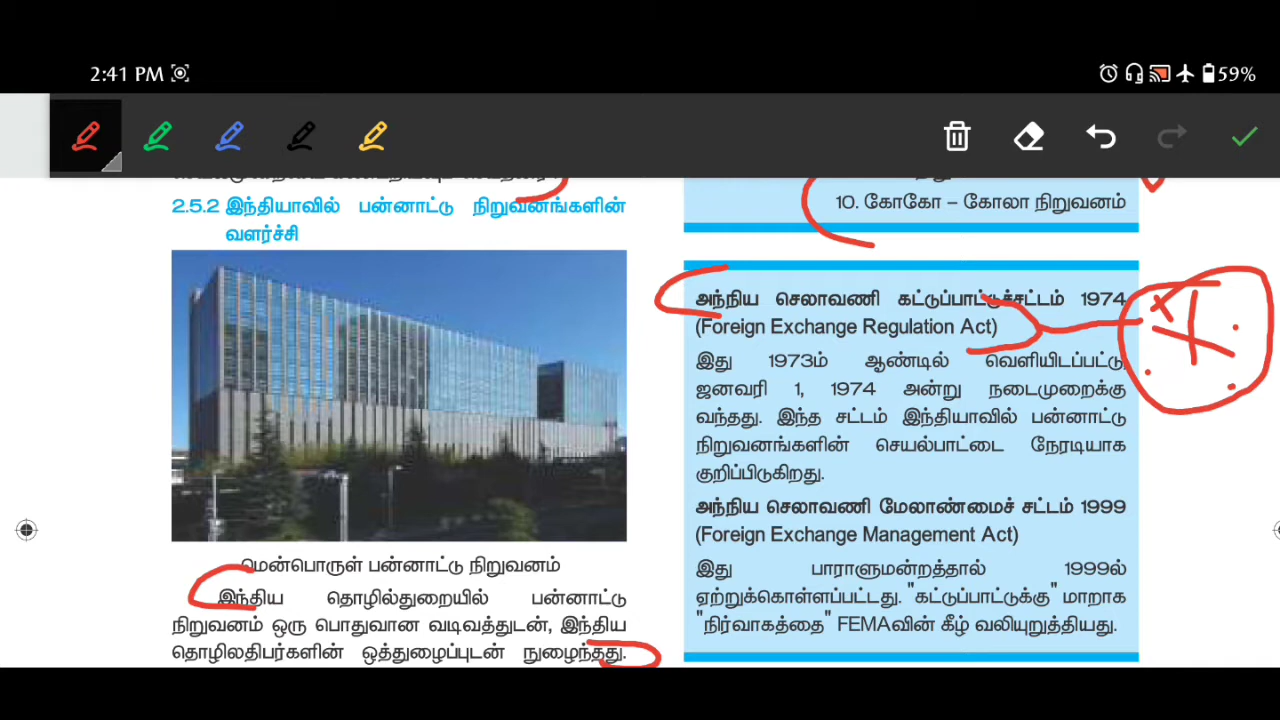 2:41 PM
59%
2.5.2 இந்தியாவில் பன்னாட்டு நிறுவனங்களின்
வளர்ச்சி
மென்பொருள் பன்னாட்டு நிறுவனம்
இந்திய தொழில்துறையில் பன்னாட்டு
நிறுவனம் ஒரு பொதுவான வடிவத்துடன், இந்திய
தொழிலதிபர்களின் ஒத்துழைப்புடன் நுழைந்தது.
10. கோகோ – கோலா நிறுவனம்
அந்நிய செலாவணி கட்டுப்பாட்டுச்சட்டம் 1974
(Foreign Exchange Regulation Act)
இது 1973ம் ஆண்டில் வெளியிடப்பட்டு
ஜனவரி 1, 1974 அன்று நடைமுறைக்கு
வந்தது. இந்த சட்டம் இந்தியாவில் பன்னாட்டு
நிறுவனங்களின் செயல்பாட்டை நேரடியாக
குறிப்பிடுகிறது.
அந்நிய செலாவணி மேலாண்மைச் சட்டம் 1999
(Foreign Exchange Management Act)
இது பாராளுமன்றத்தால் 1999ல்
ஏற்றுக்கொள்ளப்பட்டது. "கட்டுப்பாட்டுக்கு" மாறாக
"நிர்வாகத்தை" FEMAவின் கீழ் வலியுறுத்தியது.